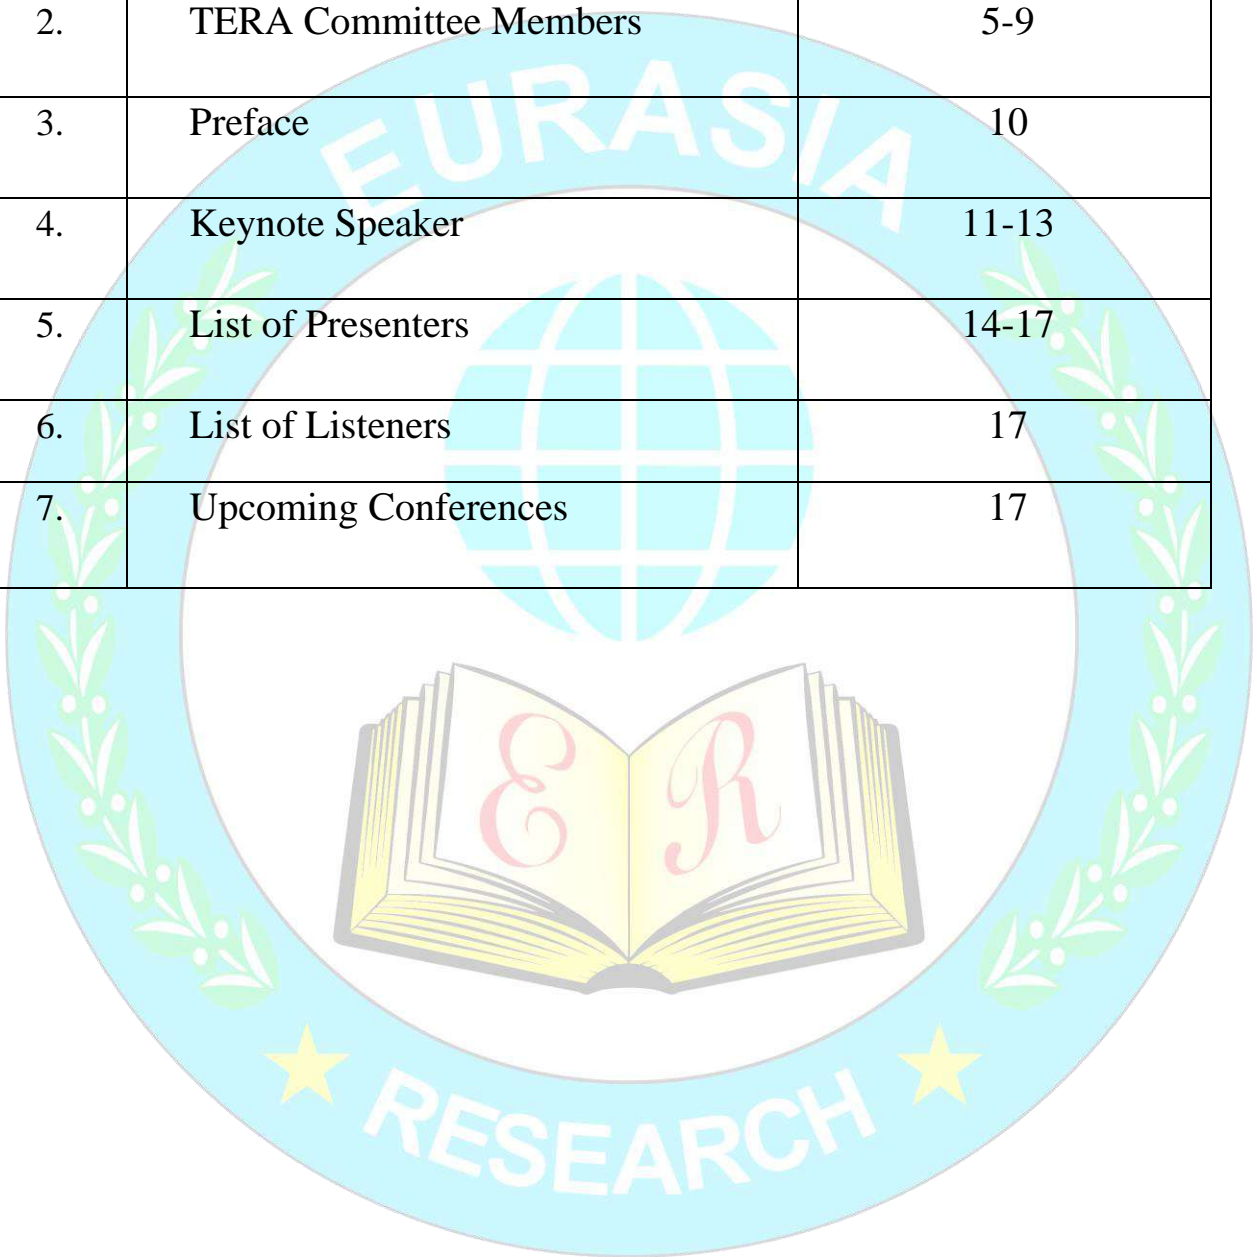 2. TERA Committee Members 5-9
3. Preface 10
4. Keynote Speaker 11-13
5. List of Presenters 14-17
6. List of Listeners 17
7. Upcoming Conferences 17
EURASIA
E R
RESEARCH